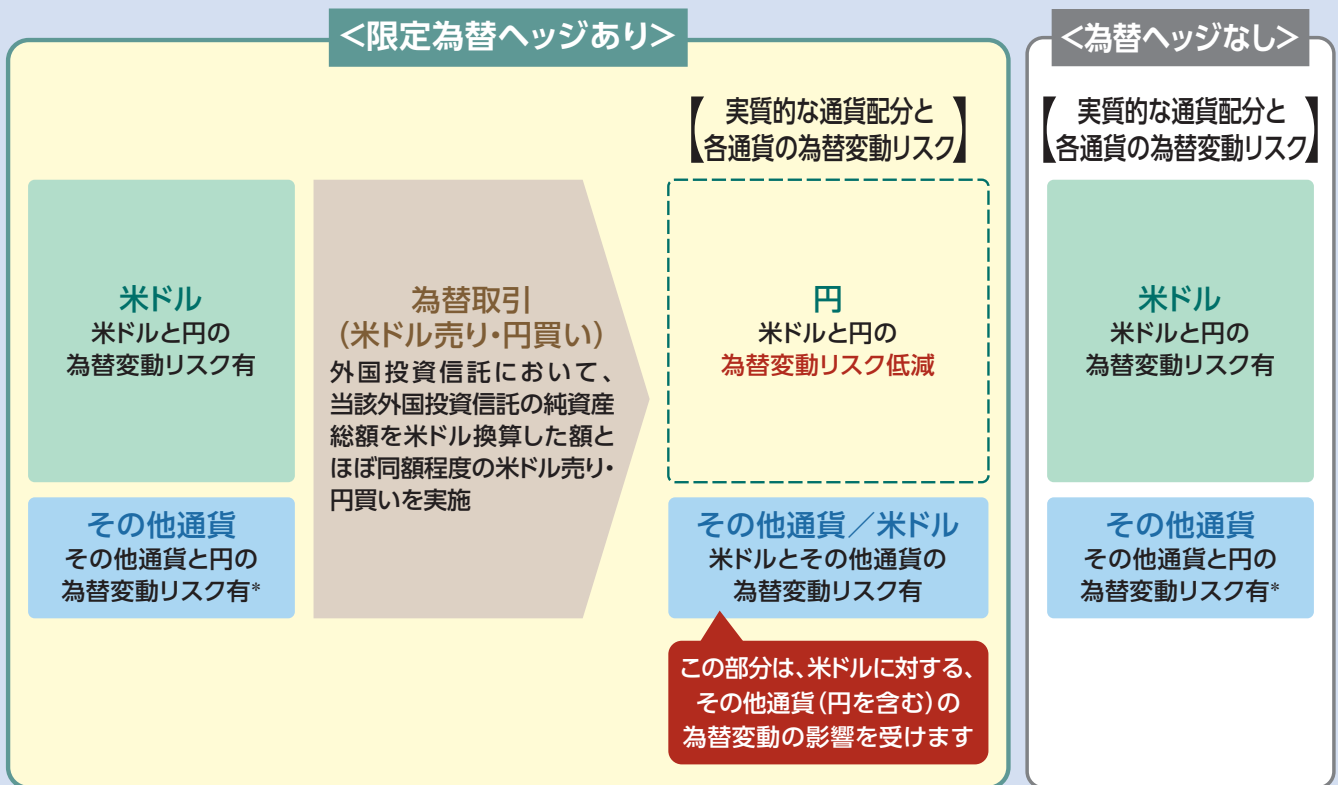 <限定為替ヘッジあり>
【実質的な通貨配分と
各通貨の為替変動リスク】
米ドル
米ドルと円の
為替変動リスク有
その他通貨
その他通貨と円の
為替変動リスク有*
為替取引
(米ドル売り・円買い)
外国投資信託において、
当該外国投資信託の純資産
総額を米ドル換算した額と
ほぼ同額程度の米ドル売り・
円買いを実施
円
米ドルと円の
為替変動リスク低減
その他通貨／米ドル
米ドルとその他通貨の
為替変動リスク有
この部分は、米ドルに対する、
その他通貨(円を含む)の
為替変動の影響を受けます
<為替ヘッジなし>
【実質的な通貨配分と
各通貨の為替変動リスク】
米ドル
米ドルと円の
為替変動リスク有
その他通貨
その他通貨と円の
為替変動リスク有*